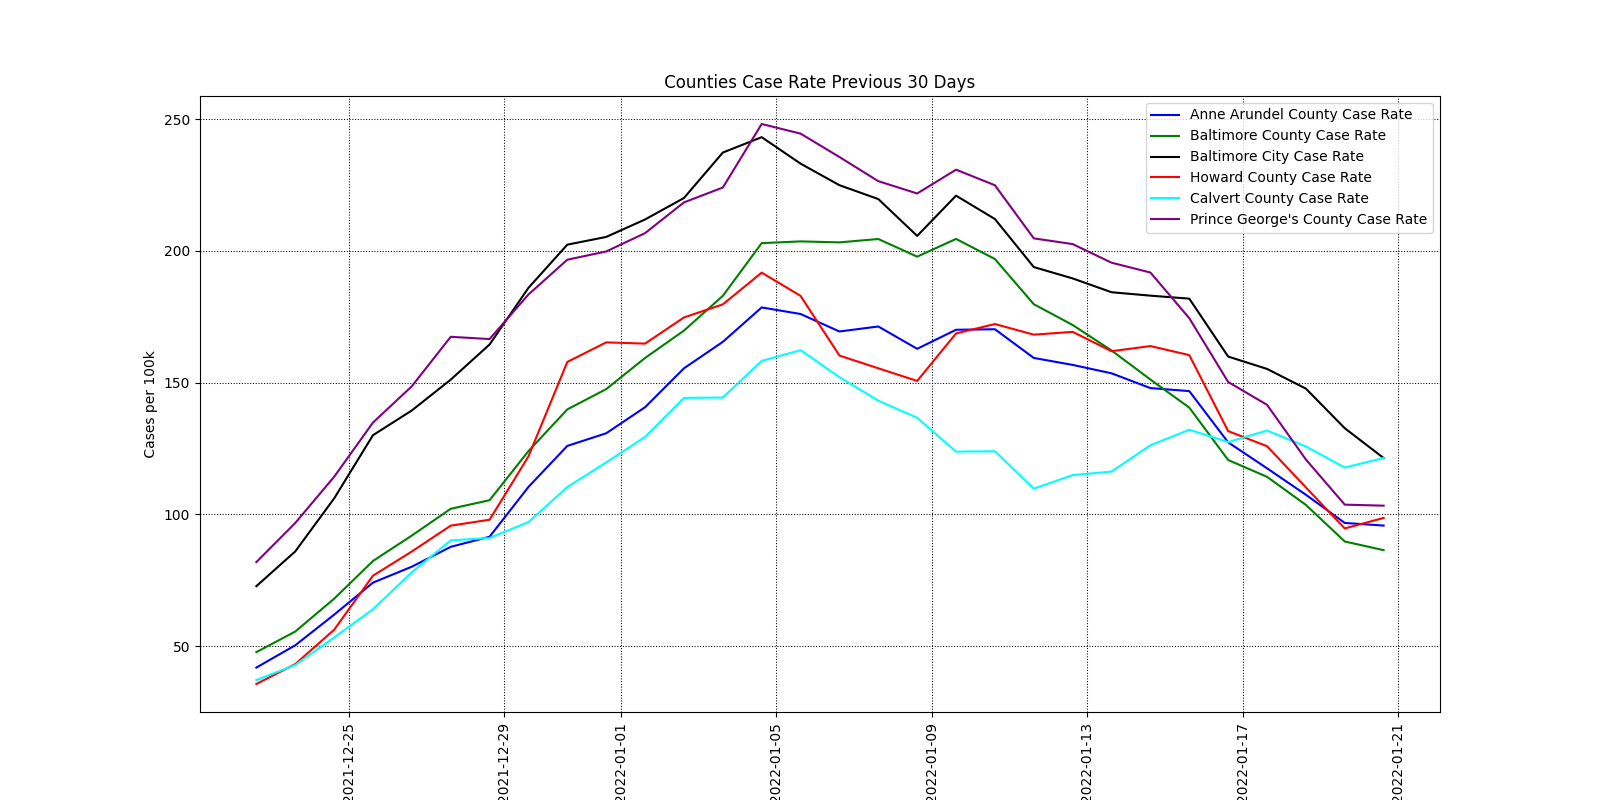 Counties Case Rate Previous 30 Days
Cases per 100k
250
200
150
100
50
Anne Arundel County Case Rate
Baltimore County Case Rate
Baltimore City Case Rate
Howard County Case Rate
Calvert County Case Rate
Prince George's County Case Rate
2021-12-25
2021-12-29
2022-01-01
2022-01-05
2022-01-09
2022-01-13
2022-01-17
2022-01-21